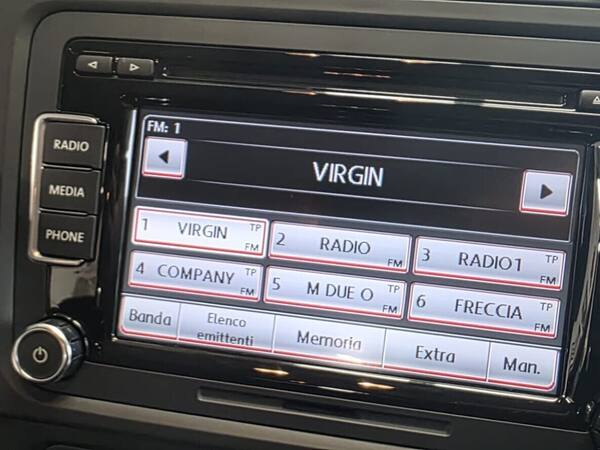 RADIO
MEDIA
PHONE
FM: 1
VIRGIN
1 VIRGIN TP FM
2 RADIO FM
3 RADIO1 TP FM
4 COMPANY TP FM
5 M DUE O FM
6 FRECCIA TP FM
Banda
Elenco
emittenti
Memoria
Extra
Man.